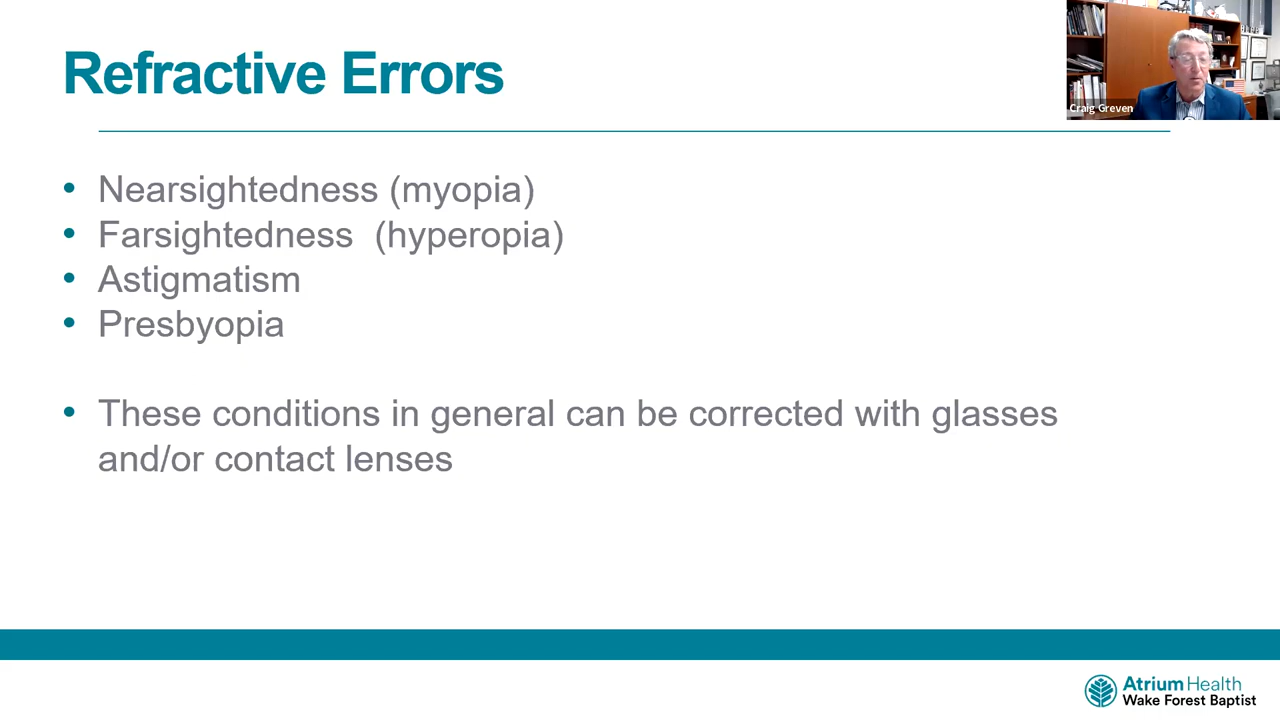 Refractive Errors
Craig Greven
• Nearsightedness (myopia)
• Farsightedness  (hyperopia)
• Astigmatism
• Presbyopia
• These conditions in general can be corrected with glasses
and/or contact lenses
Atrium Health
Wake Forest Baptist